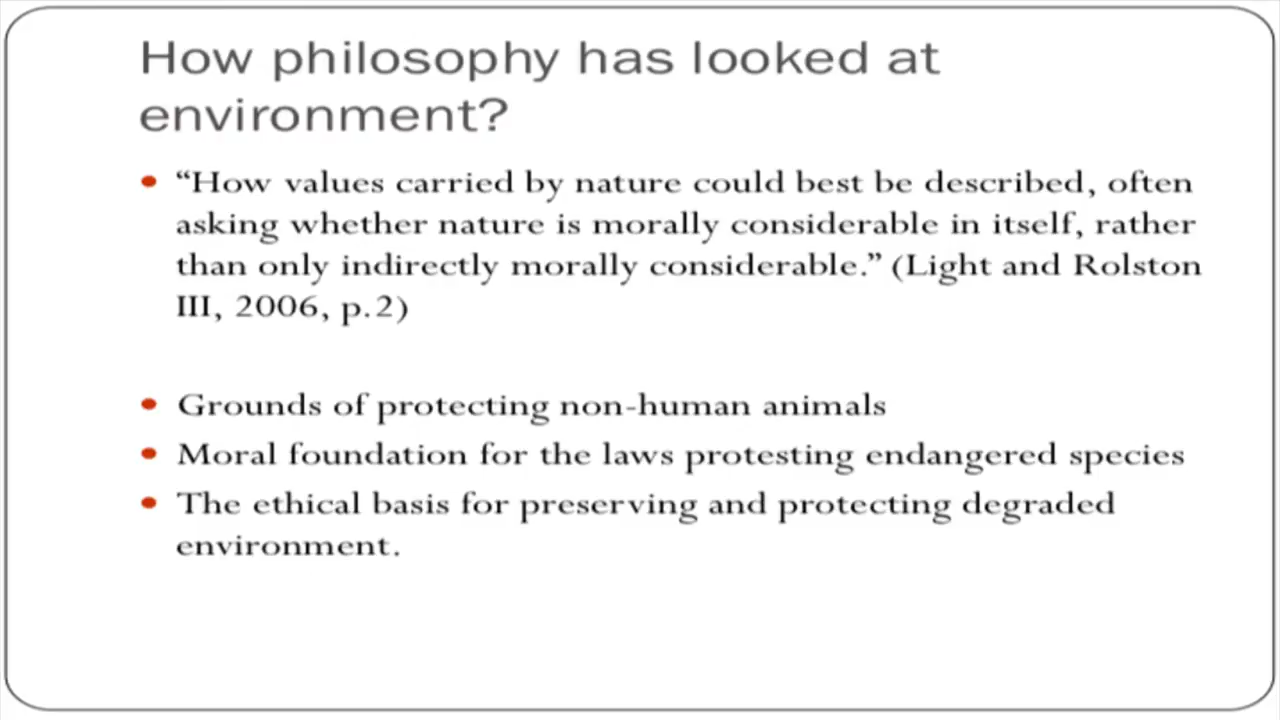 How philosophy has looked at
environment?
• “How values carried by nature could best be described, often
asking whether nature is morally considerable in itself, rather
than only indirectly morally considerable.” (Light and Rolston
III, 2006, p.2)
• Grounds of protecting non-human animals
• Moral foundation for the laws protesting endangered species
• The ethical basis for preserving and protecting degraded
environment.